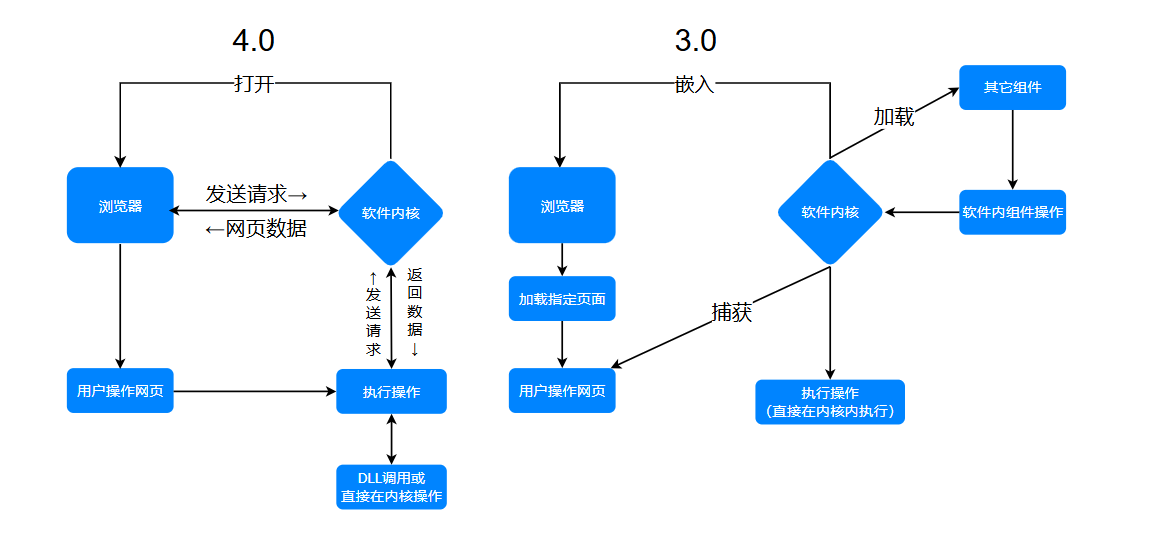 4.0
打开
浏览器
发送请求→
←网页数据
软件内核
↑发送请求
返回数据↓
用户操作网页
执行操作
DLL调用或
直接在内核操作
3.0
嵌入
浏览器
加载指定页面
用户操作网页
软件内核
加载
其它组件
软件内组件操作
捕获
执行操作
（直接在内核内执行）